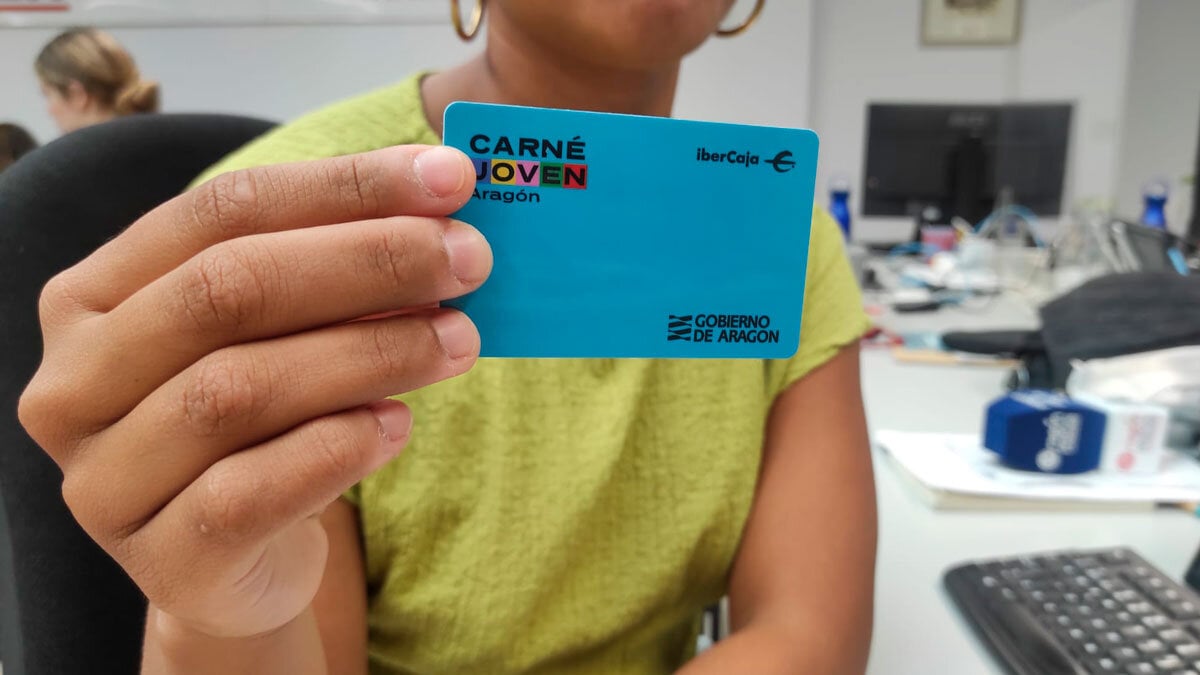 CARNÉ
JOVEN
Aragón
iberCaja
GOBIERNO
DE ARAGON